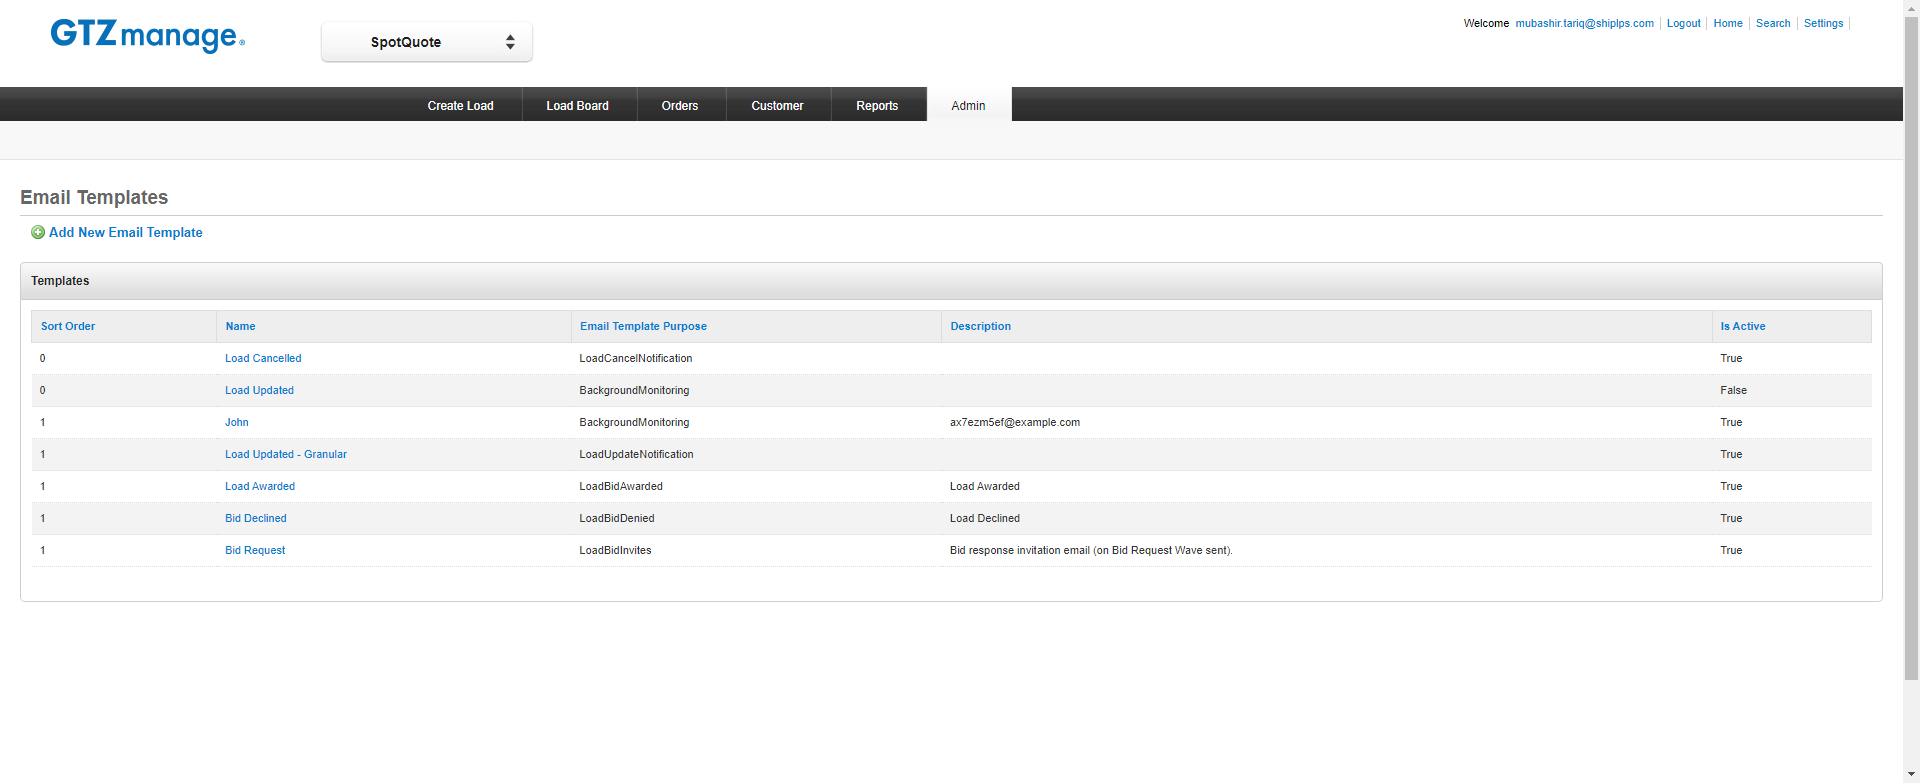 GTZmanage®
SpotQuote
Welcome mubashir.tariq@shiplps.com Logout Home Search Settings
Create Load Load Board Orders Customer Reports Admin
Email Templates
Add New Email Template
Templates
Sort Order Name Email Template Purpose Description Is Active
0 Load Cancelled LoadCancelNotification True
0 Load Updated BackgroundMonitoring False
1 John BackgroundMonitoring ax7ezm5ef@example.com True
1 Load Updated - Granular LoadUpdateNotification True
1 Load Awarded LoadBidAwarded Load Awarded True
1 Bid Declined LoadBidDenied Load Declined True
1 Bid Request LoadBidInvites Bid response invitation email (on Bid Request Wave sent). True